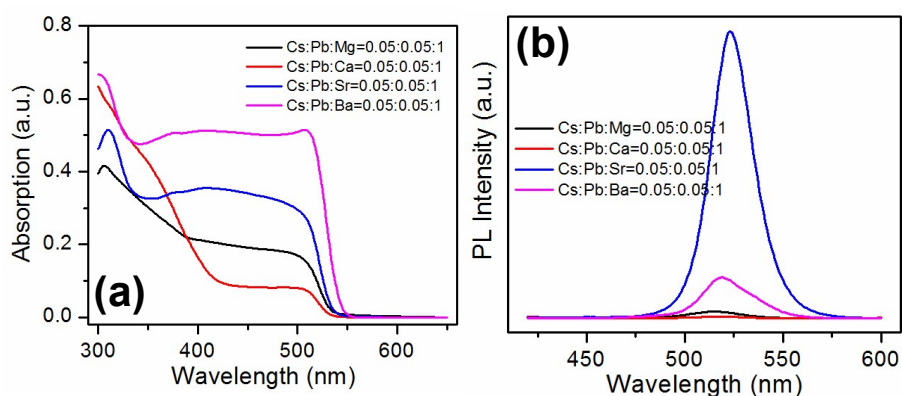 (a)
Absorption (a.u.)
0.8
0.6
0.4
0.2
0.0
Cs:Pb:Mg=0.05:0.05:1
Cs:Pb:Ca=0.05:0.05:1
Cs:Pb:Sr=0.05:0.05:1
Cs:Pb:Ba=0.05:0.05:1
300 400 500 600
Wavelength (nm)
(b)
PL Intensity (a.u.)
Cs:Pb:Mg=0.05:0.05:1
Cs:Pb:Ca=0.05:0.05:1
Cs:Pb:Sr=0.05:0.05:1
Cs:Pb:Ba=0.05:0.05:1
450 500 550 600
Wavelength (nm)